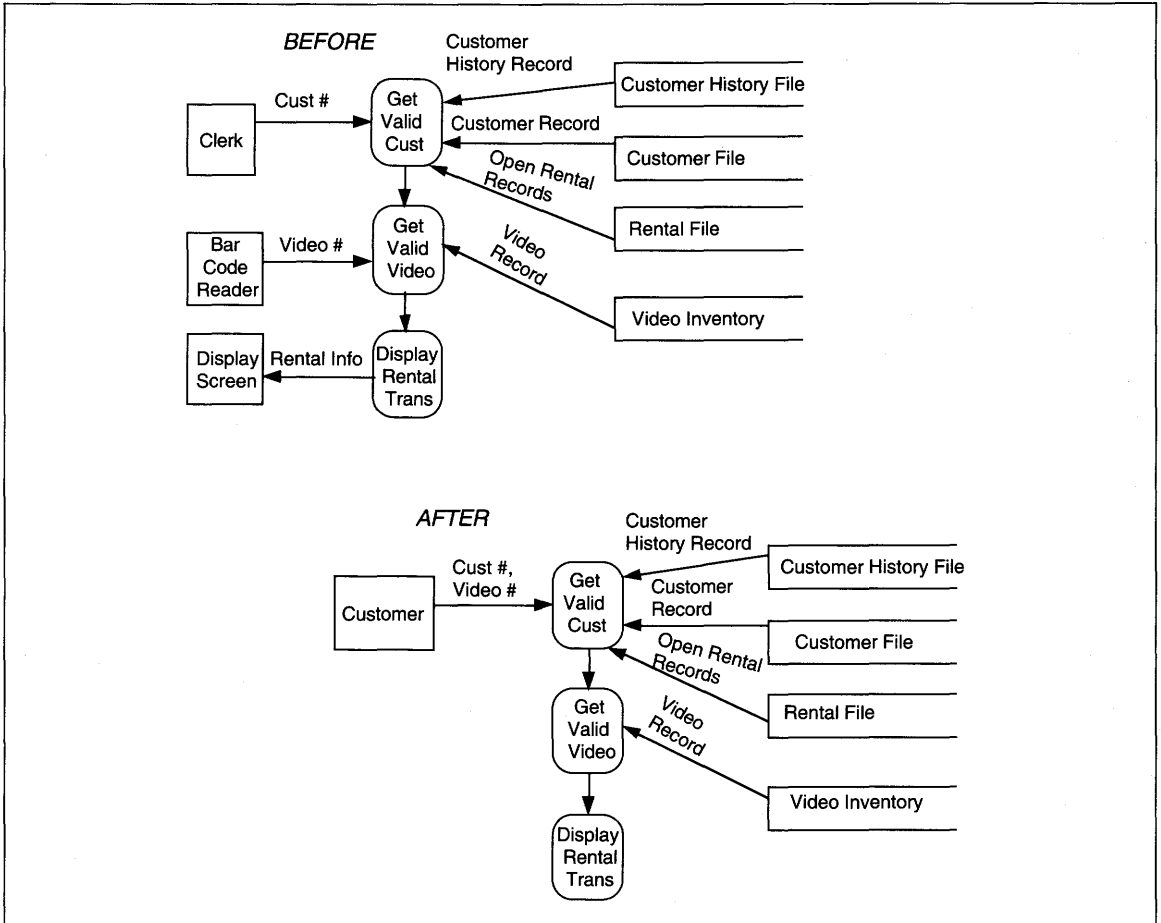 BEFORE
Customer
History Record
Customer History File
Cust #
Get
Valid
Cust
Clerk
Customer Record
Customer File
Open Rental
Records
Rental File
Bar
Code
Reader
Video #
Get
Valid
Video
Video
Record
Video Inventory
Display
Screen
Rental Info
Display
Rental
Trans
AFTER
Customer
History Record
Customer History File
Cust #,
Video #
Customer
Get
Valid
Cust
Customer
Record
Customer File
Open Rental
Records
Rental File
Get
Valid
Video
Video
Record
Video Inventory
Display
Rental
Trans